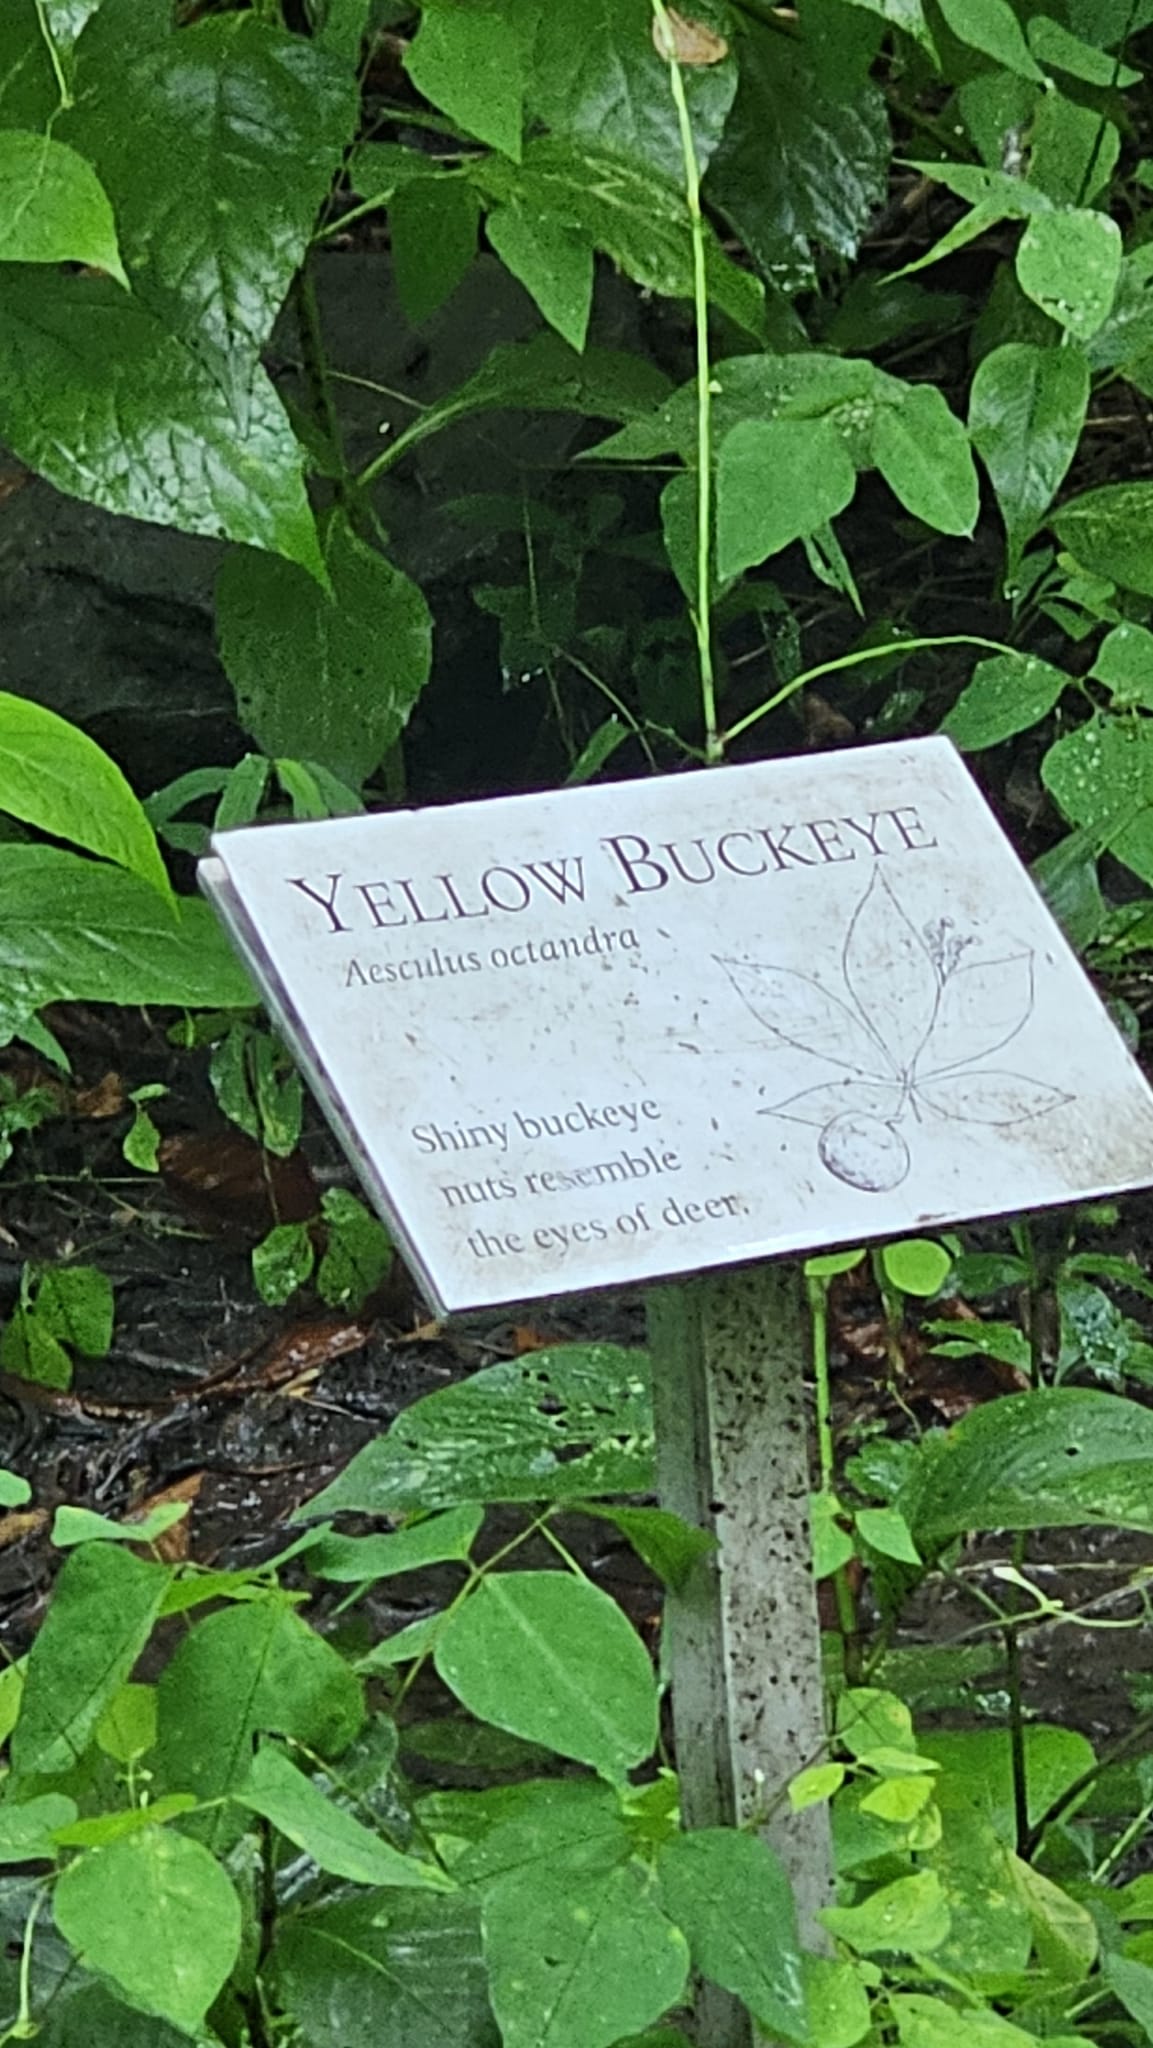 YELLOW BUCKEYE
Aesculus octandra
Shiny buckeye
nuts resemble
the eyes of deer.